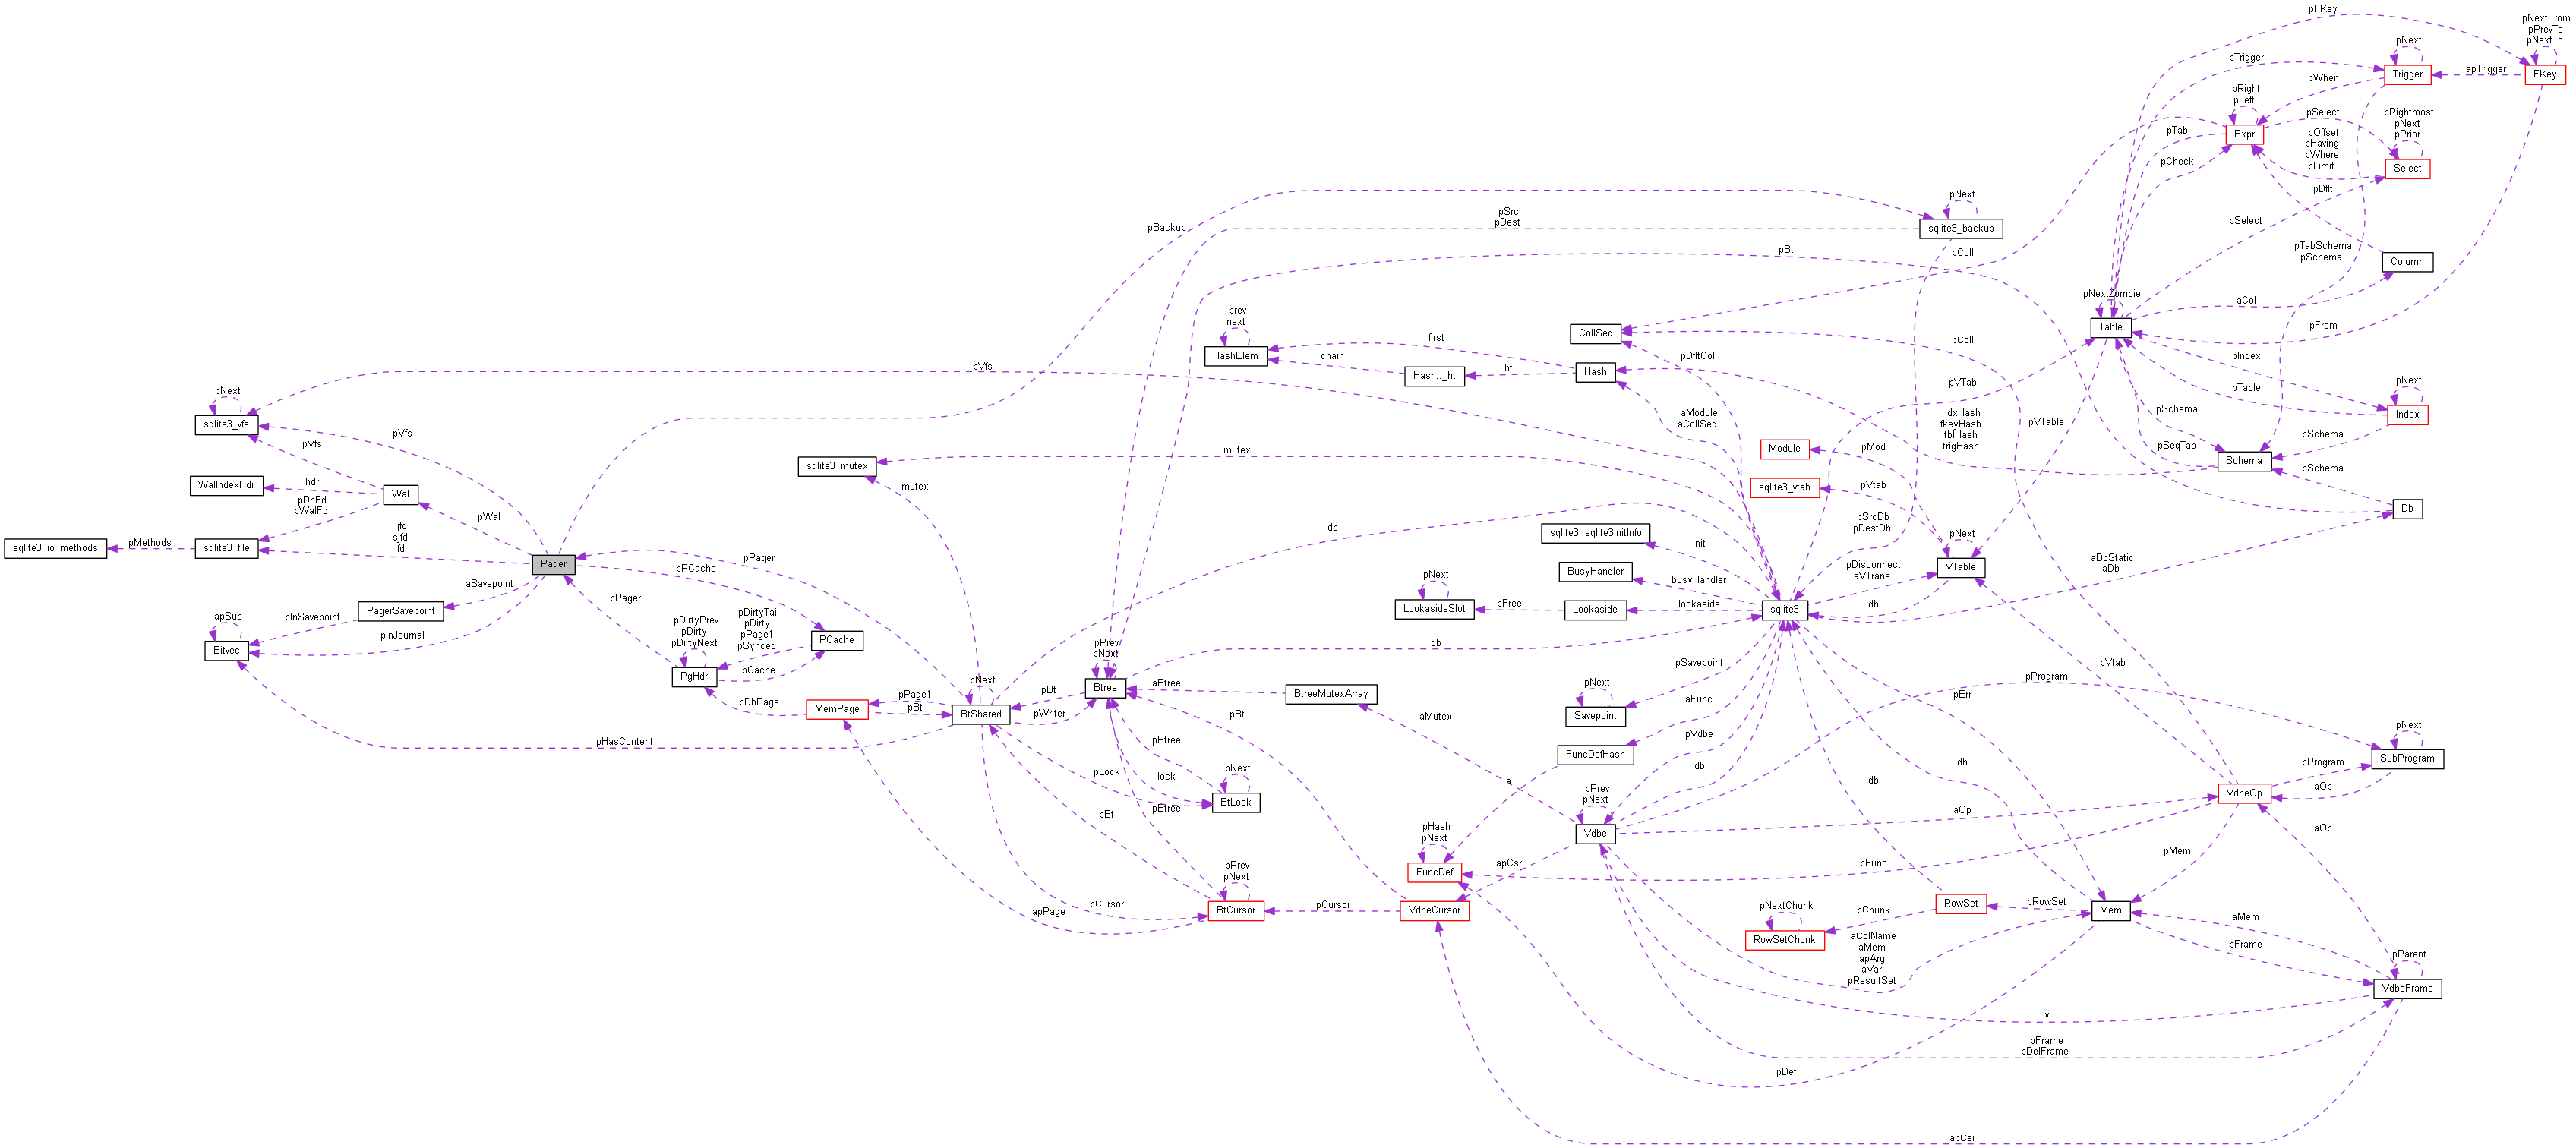 pFKey
pNextFrom
pPrevTo
pNextTo
pNext
pTrigger
apTrigger
Trigger
FKey
pWhen
pRight
pLeft
pSelect
pRightmost
pNext
pPrior
pTab
Expr
pOffset
pHaving
pWhere
pLimit
pCheck
Select
pDflt
pNext
pSrc
pDest
pSelect
pBackup
sqlite3_backup
pTabSchema
pSchema
pBt
pColl
Column
pNextZombie
aCol
prev
next
Table
pFrom
CollSeq
first
pColl
HashElem
chain
pDfltColl
pIndex
pVfs
ht
Hash
Hash::_ht
pVTab
pTable
pNext
pNext
aModule
aCollSeq
idxHash
fkeyHash
tblHash
trigHash
pSchema
Index
sqlite3_vfs
pVfs
pVTable
pSchema
pVfs
Module
pMod
pSeqTab
mutex
Schema
sqlite3_mutex
pSchema
hdr
WalIndexHdr
Wal
mutex
sqlite3_vtab
pVtab
pDbFd
pWalFd
pWal
db
pSrcDb
pDestDb
Db
jfd
sjfd
fd
sqlite3::sqlite3InitInfo
init
pNext
sqlite3_io_methods
pMethods
sqlite3_file
pPager
aDbStatic
aDb
Pager
pPCache
BusyHandler
busyHandler
pDisconnect
aVTrans
VTable
aSavepoint
pNext
pPager
LookasideSlot
pFree
Lookaside
lookaside
sqlite3
db
PagerSavepoint
pInSavepoint
apSub
pInJournal
pDirtyTail
pDirty
pPage1
pSynced
PCache
pDirtyPrev
pDirty
pDirtyNext
Bitvec
pCache
PgHdr
pPrev
pNext
db
pSavepoint
pVtab
pNext
pPage1
pBt
Btree
aBtree
BtreeMutexArray
pNext
pProgram
pErr
pDbPage
MemPage
pBt
BtShared
pWriter
pBt
aMutex
Savepoint
aFunc
pHasContent
pBtree
pVdbe
pNext
FuncDefHash
SubProgram
pLock
lock
pNext
a
db
db
db
pProgram
pBt
pBtree
BtLock
pPrev
pNext
aOp
VdbeOp
aOp
pHash
pNext
Vdbe
aOp
pPrev
pNext
apCsr
pFunc
pMem
FuncDef
apPage
pCursor
BtCursor
pCursor
VdbeCursor
pNextChunk
pChunk
RowSet
pRowSet
Mem
aMem
RowSetChunk
aColName
aMem
apArg
aVar
pResultSet
pFrame
pParent
VdbeFrame
v
pFrame
pDelFrame
pDef
apCsr